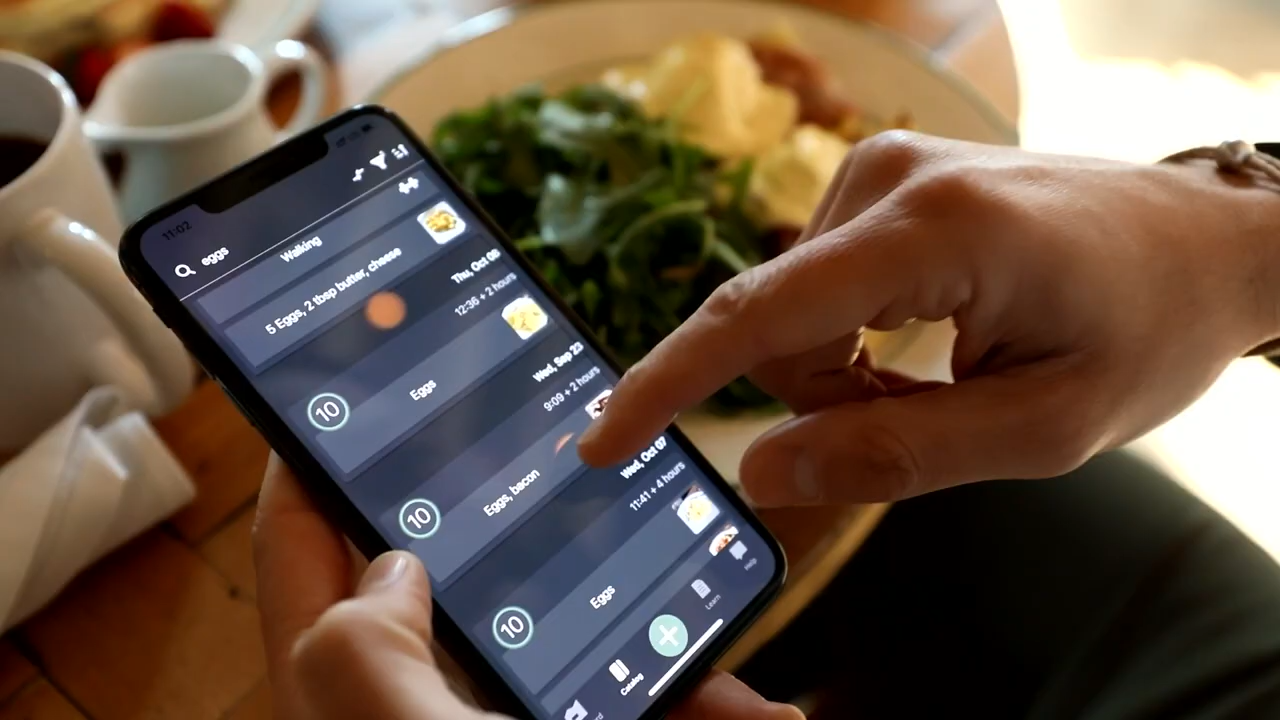 11:02
eggs
Walking
5 Eggs, 2 tbsp butter, cheese
Thu, Oct 08
12:36 + 2 hours
10
Eggs
Wed, Sep 23
9:09 + 2 hours
10
Eggs, bacon
Wed, Oct 07
11:41 + 4 hours
10
Eggs
Catalog
Learn
Help